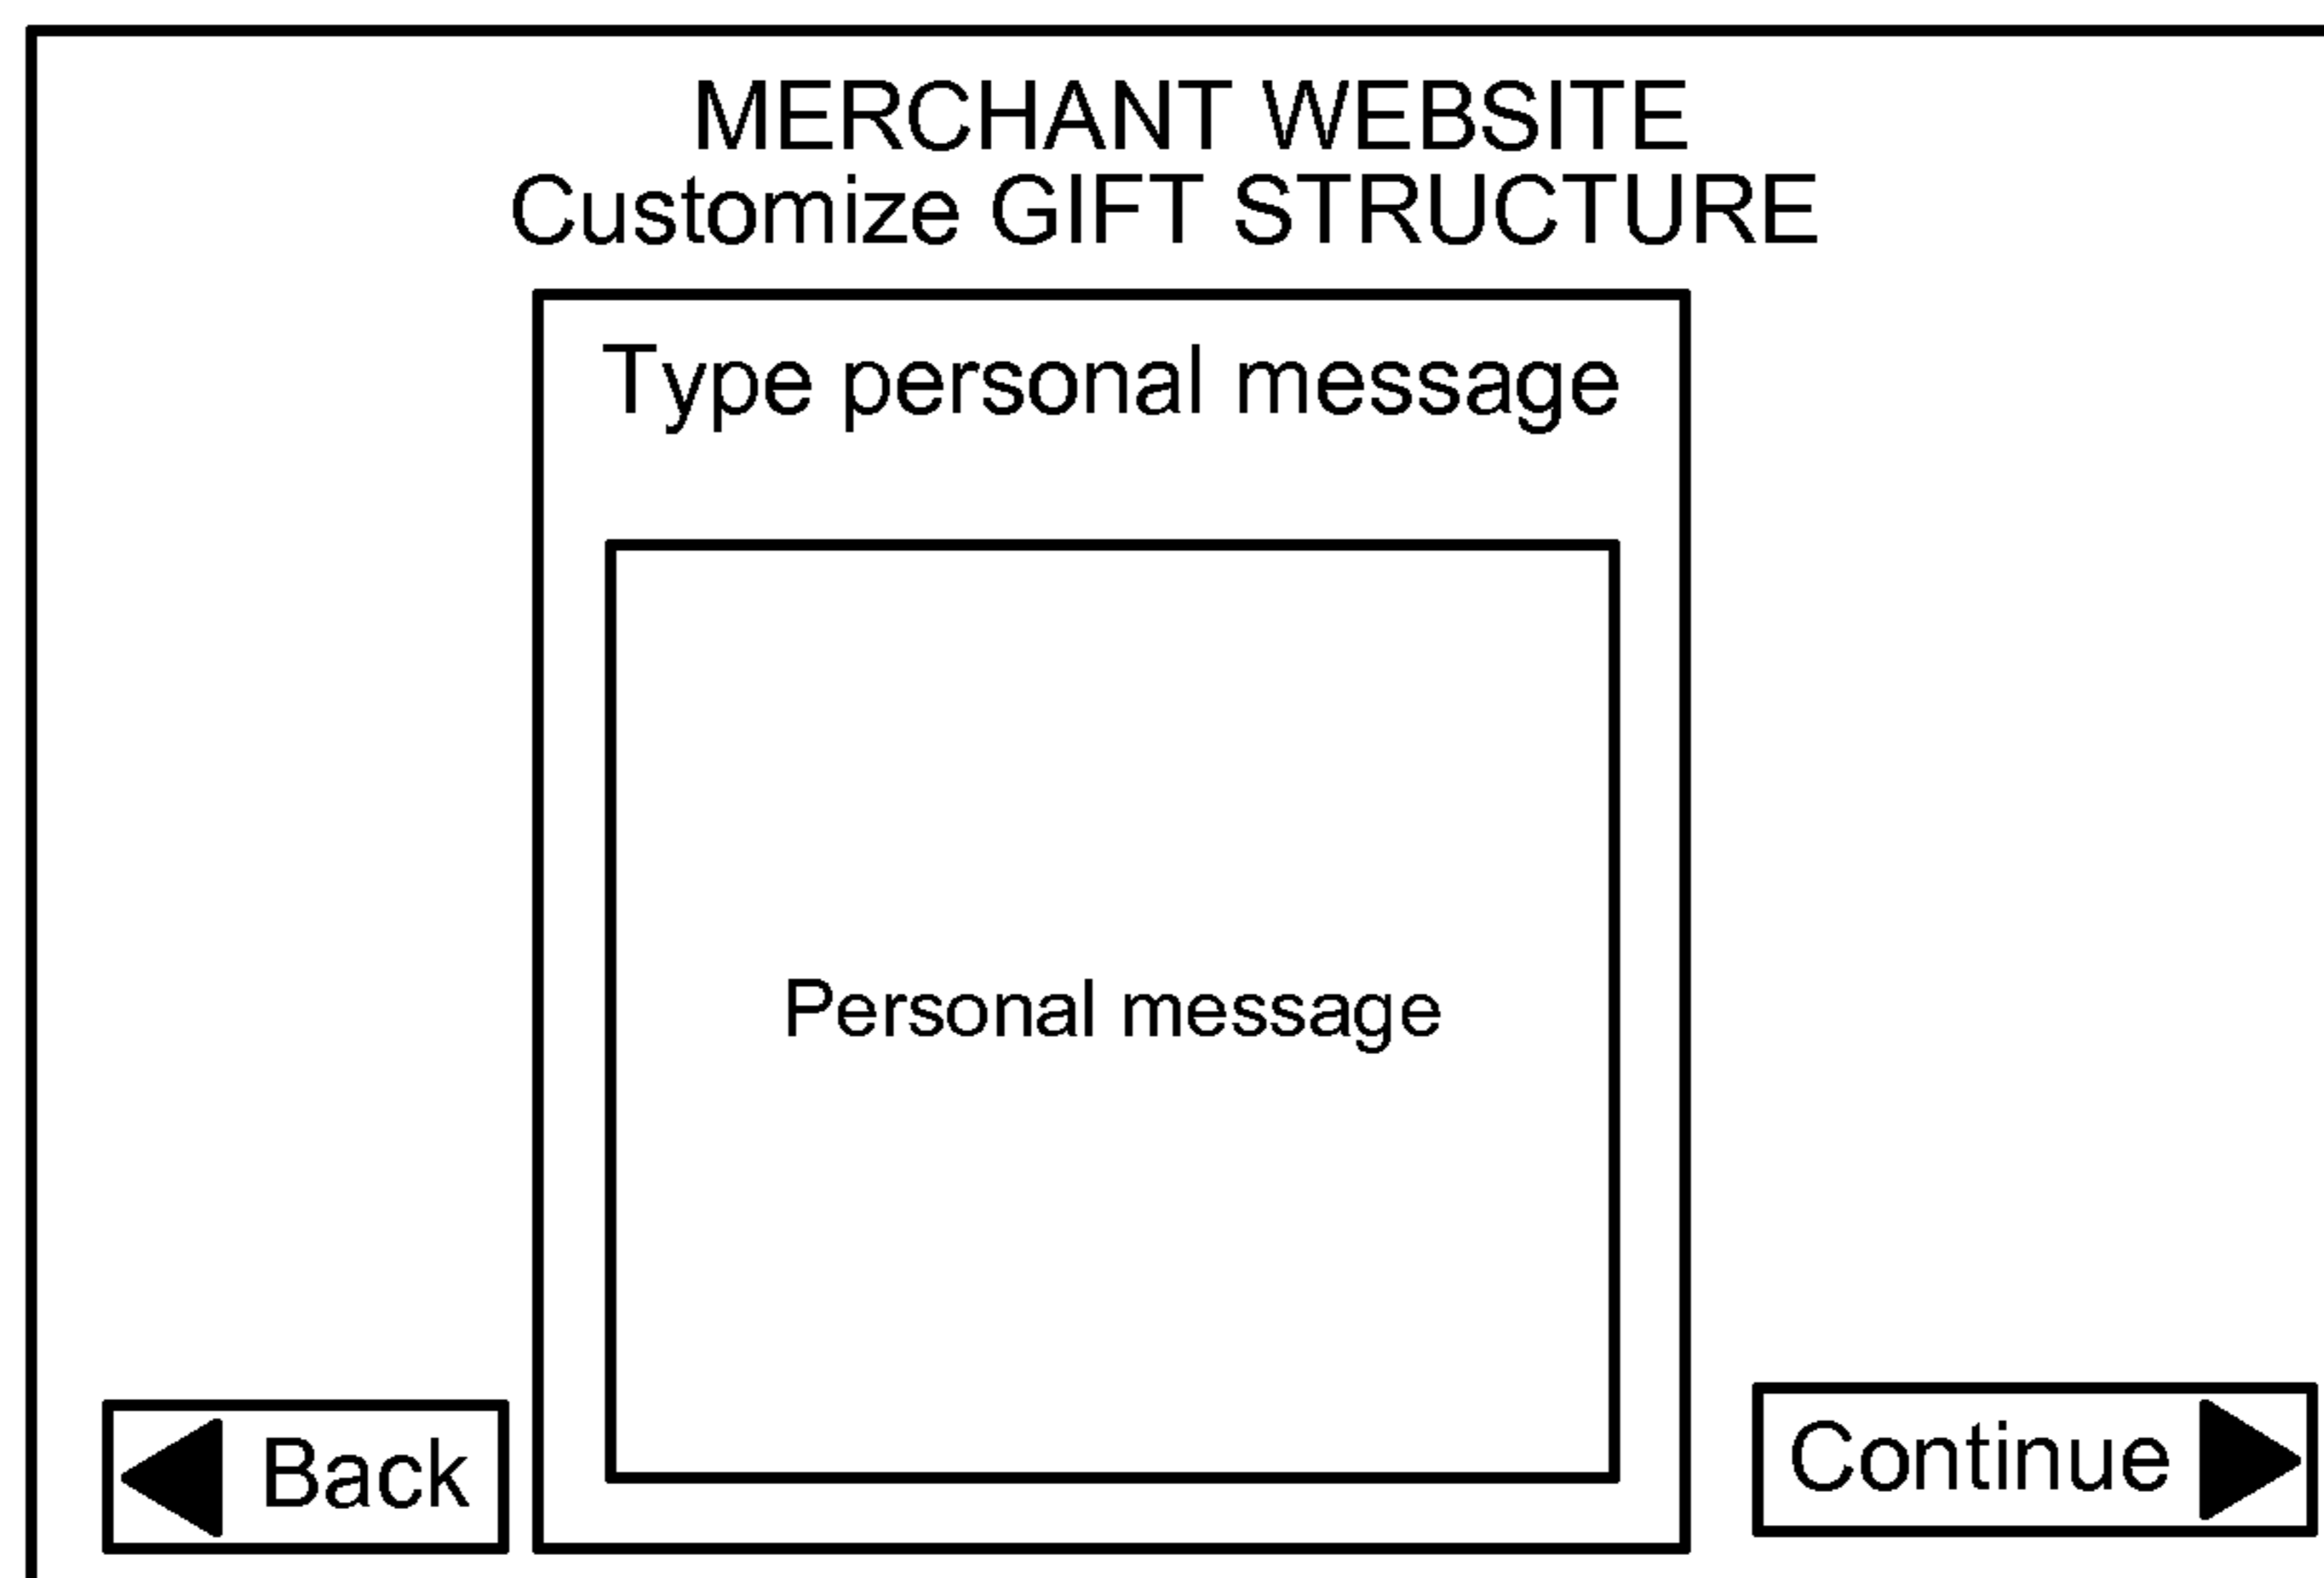 MERCHANT WEBSITE
Customize GIFT STRUCTURE
Type personal message
Personal message
Back
Continue